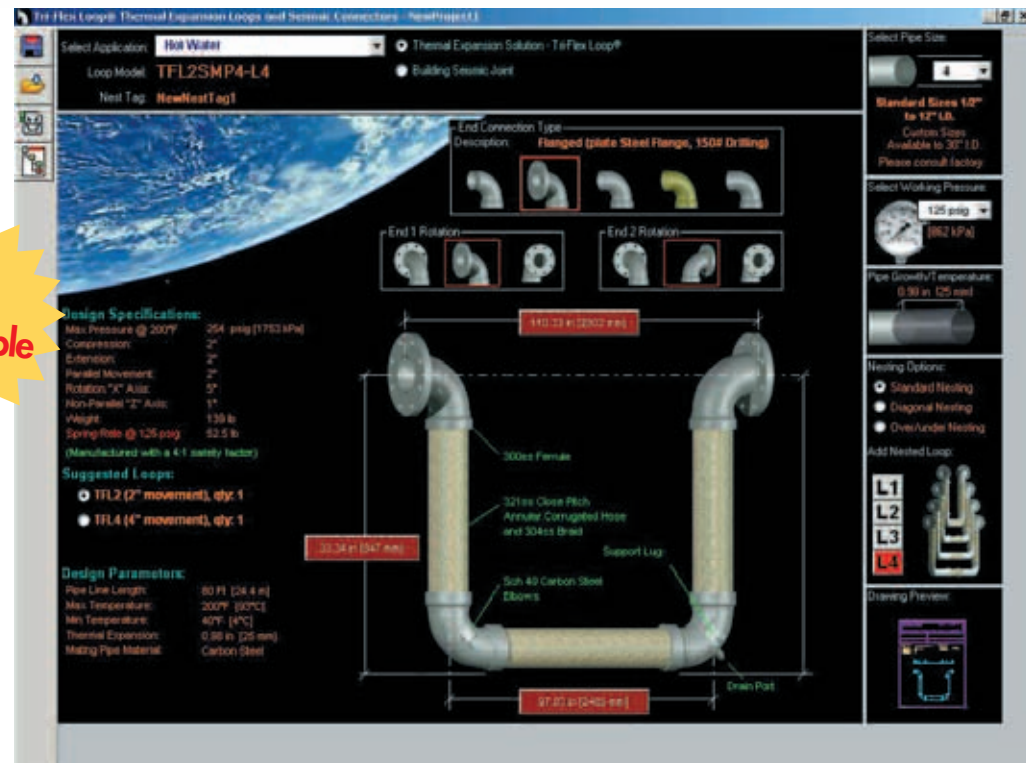 Tri-Flex Loop® Thermal Expansion Loops and Seismic Connectors - NewProject1
Select Application: Hot Water
Thermal Expansion Solution - Tri-Flex Loop®
Loop Model: TFL2SMP4-L4
Building Seismic Joint
Nest Tag: NewNestTag1
Select Pipe Size:
4
Standard Sizes 1/2"
to 12" I.D.
Custom Sizes
Available to 30" I.D.
Please consult factory
End Connection Type
Description: Flanged (plate Steel Flange, 150# Drilling)
Select Working Pressure:
125 psig
[862 kPa]
End 1 Rotation
End 2 Rotation
Pipe Growth/Temperature:
0.98 in [25 mm]
Design Specifications:
Max Pressure @ 200°F 254 psig [1753 kPa]
Compression: 2"
Extension: 2"
Parallel Movement: 2"
Rotation "X" Axis: 5°
Non-Parallel "Z" Axis: 1"
Weight: 139 lb
Spring Rate @ 125 psig: 52.5 lb
(Manufactured with a 4:1 safety factor)
Suggested Loops:
TFL2 (2" movement), qty: 1
TFL4 (4" movement), qty: 1
Design Parameters:
Pipe Line Length: 80 Ft [24.4 m]
Max Temperature: 200°F [93°C]
Min Temperature: 40°F [4°C]
Thermal Expansion: 0.98 in [25 mm]
Mating Pipe Material: Carbon Steel
300ss Ferrule
321ss Close Pitch
Annular Corrugated Hose
and 304ss Braid
Support Lug
Sch 40 Carbon Steel
Elbows
Drain Port
Nesting Options:
Standard Nesting
Diagonal Nesting
Over/under Nesting
Add Nested Loop:
L1
L2
L3
L4
Drawing Preview: